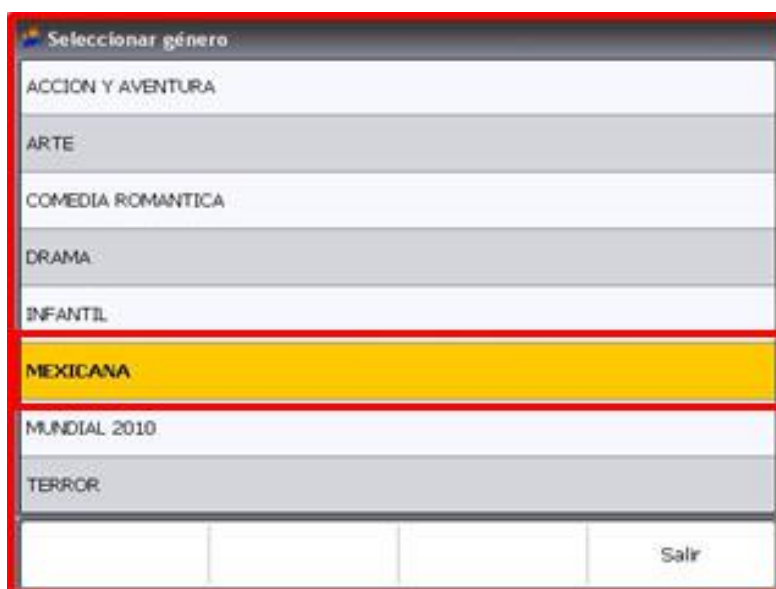 Seleccionar género
ACCION Y AVENTURA
ARTE
COMEDIA ROMANTICA
DRAMA
INFANTIL
MEXICANA
MUNDIAL 2010
TERROR
Salir